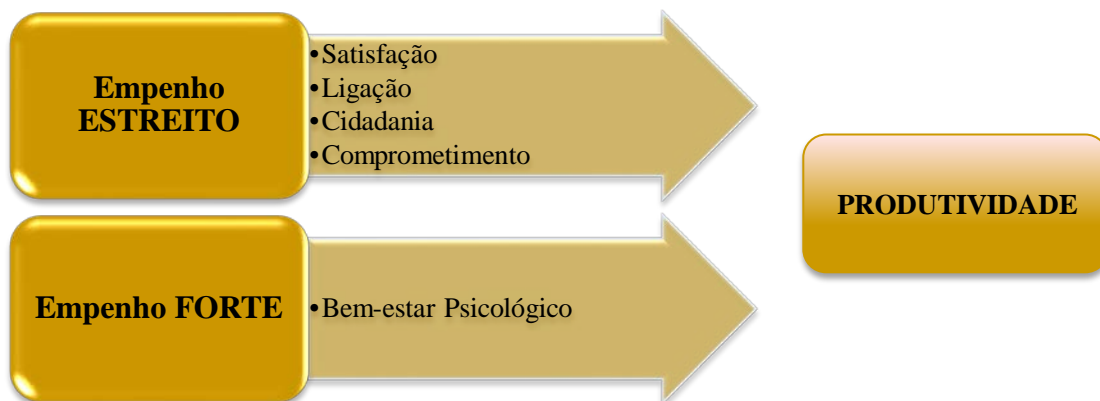 Empenho
ESTREITO
•Satisfação
•Ligação
•Cidadania
•Comprometimento
PRODUTIVIDADE
Empenho FORTE
•Bem-estar Psicológico